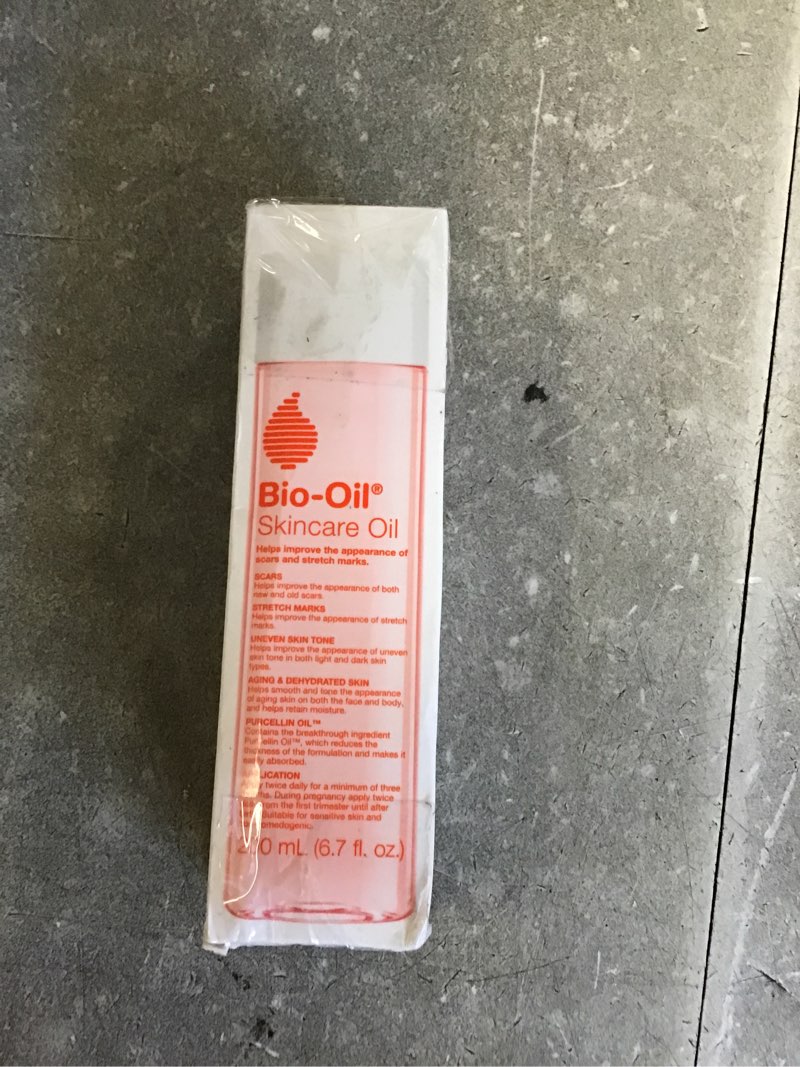 Bio-Oil®
Skincare Oil
Helps improve the appearance of
scars and stretch marks.
SCARS
Helps improve the appearance of both
new and old scars.
STRETCH MARKS
Helps improve the appearance of stretch
marks.
UNEVEN SKIN TONE
Helps improve the appearance of uneven
skin tone in both light and dark skin
types.
AGING & DEHYDRATED SKIN
Helps smooth and tone the appearance
of aging skin on both the face and body,
and helps retain moisture.
PURCELLIN OIL™
Contains the breakthrough ingredient
Purcellin Oil™, which reduces the
thickness of the formulation and makes it
easily absorbed.
twice daily for a minimum of three
During pregnancy apply twice
from the first trimester until after
Suitable for sensitive skin and
mL (6.7 fl. oz.)